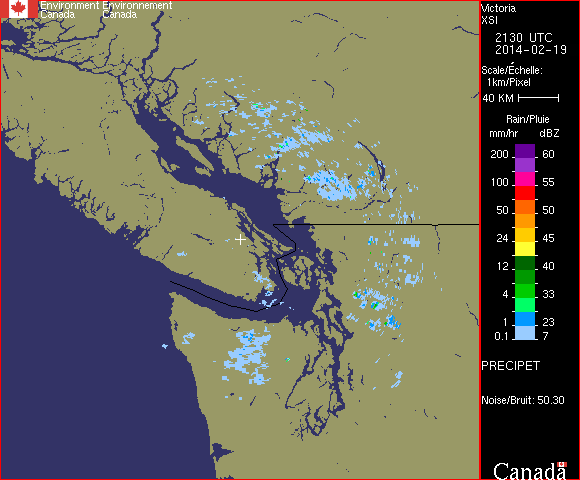 Environment Environnement
Canada Canada
Victoria
XSI
2130 UTC
2014-02-19
Scale/Échelle:
1km/Pixel
40 KM
Rain/Pluie
mm/hr dBZ
200 60
100 55
50 50
24 45
12 40
4 33
1 23
0.1 7
PRECIPET
Noise/Bruit: 50.30
Canada